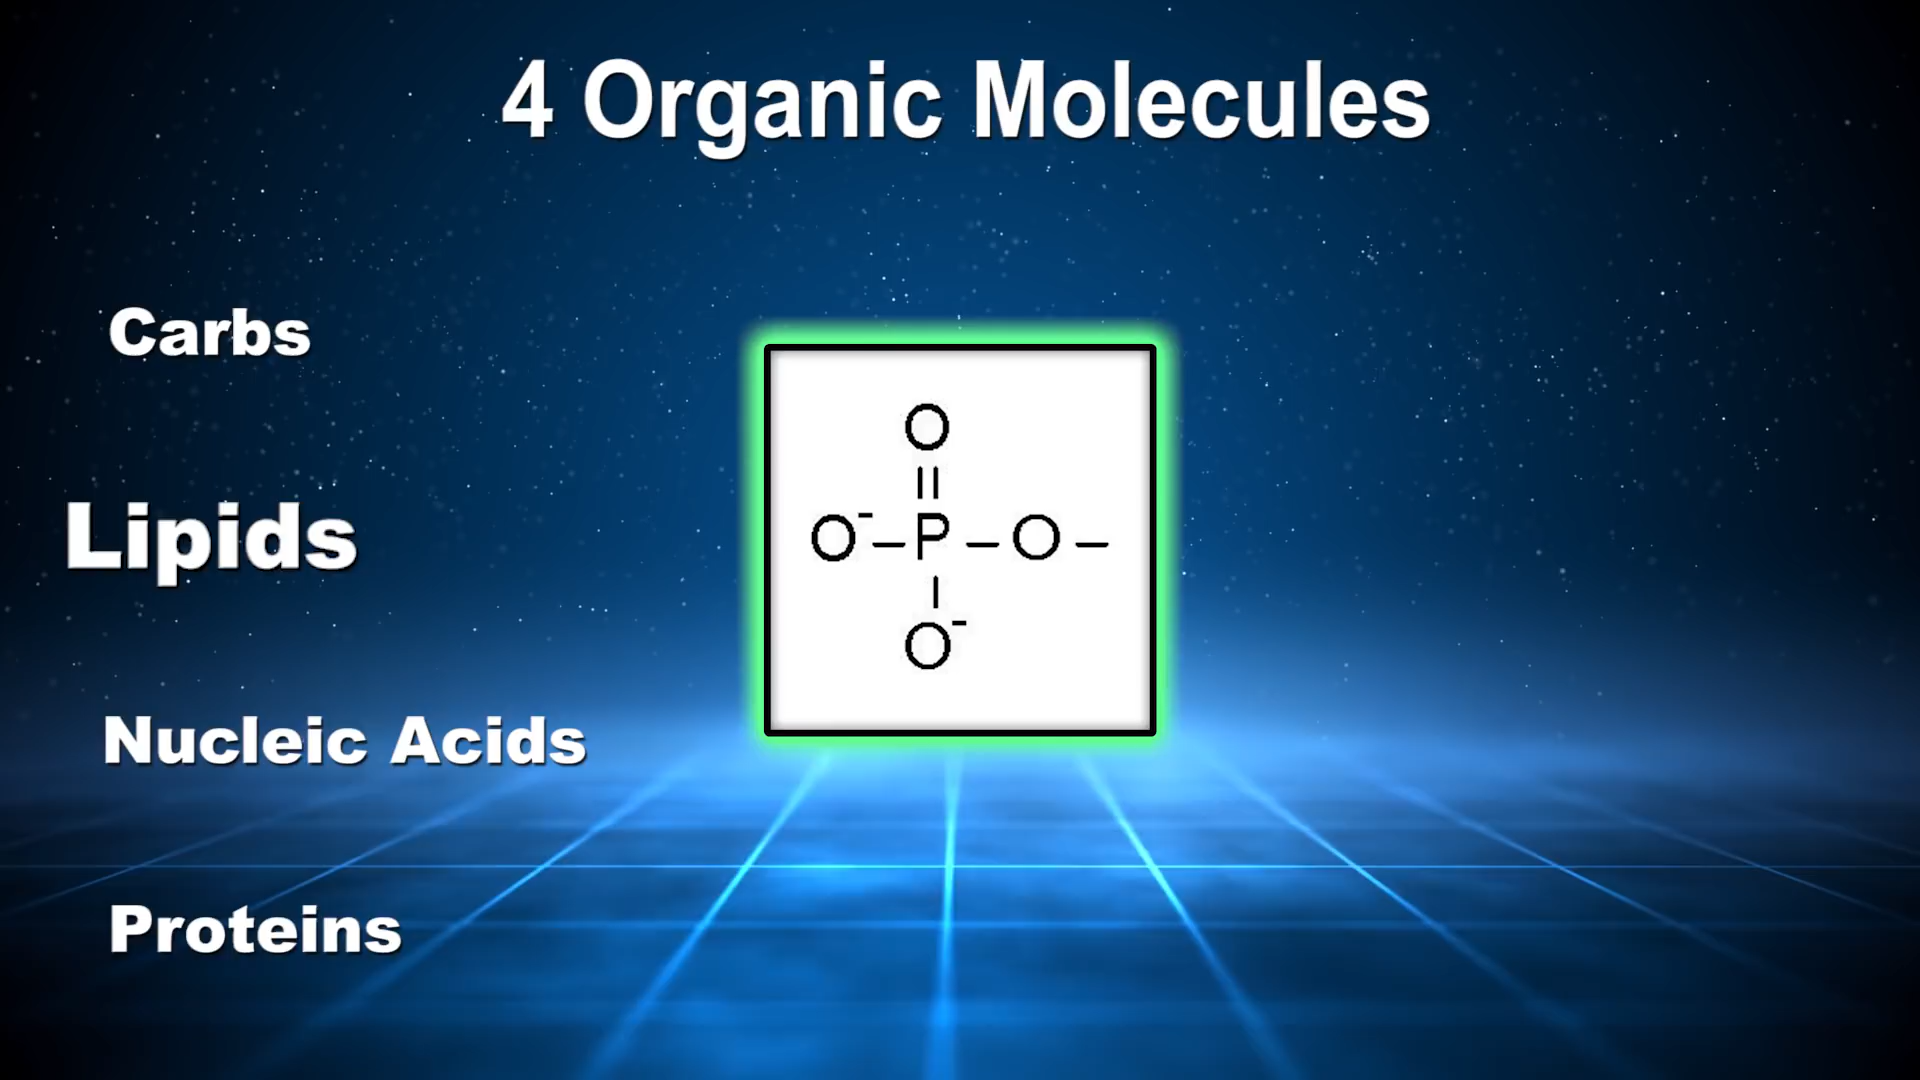 4 Organic Molecules
Carbs
Lipids
Nucleic Acids
Proteins
O
||
O⁻ – P – O –
|
O⁻